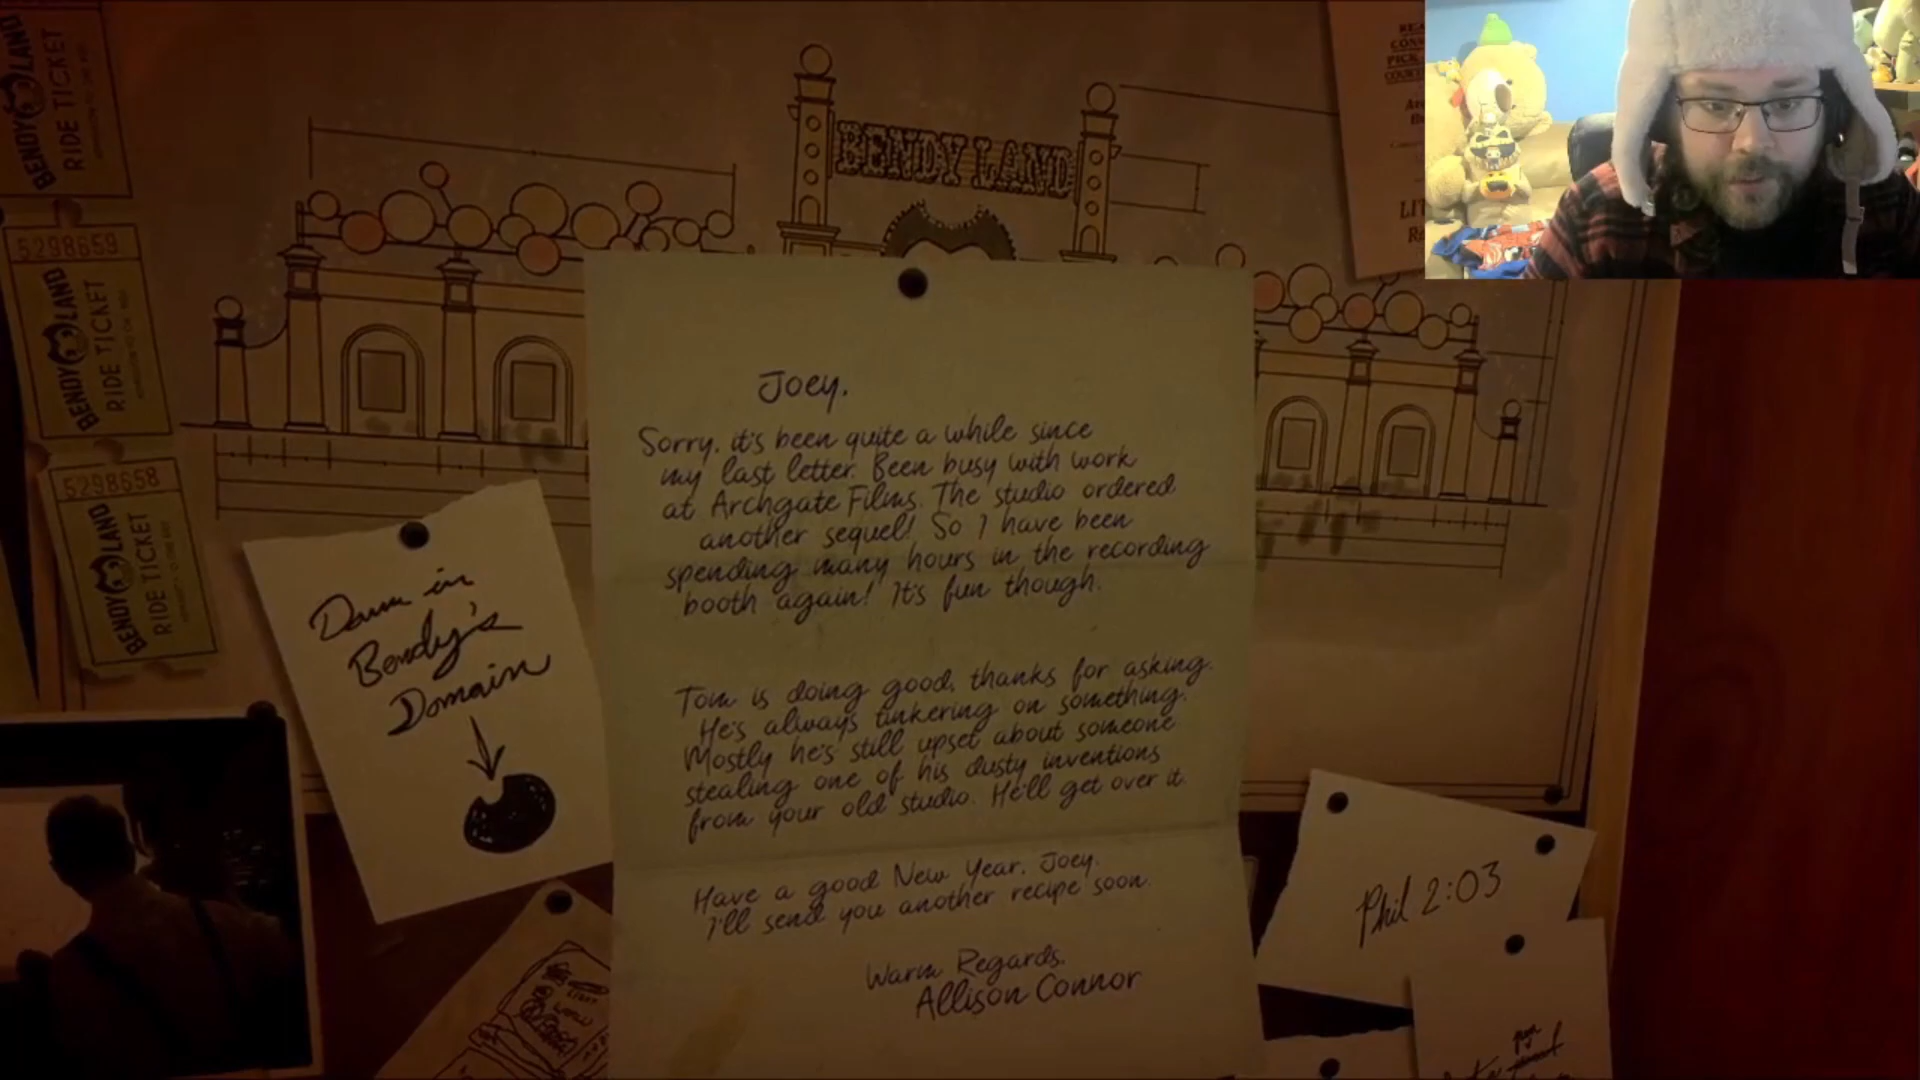 BENDY LAND
RIDE TICKET
5298659
BENDY LAND
RIDE TICKET
5298658
BENDY LAND
RIDE TICKET
BENDY LAND
Down in
Bendy's
Domain
Joey,
Sorry, it's been quite a while since
my last letter. Been busy with work
at Archgate Films. The studio ordered
another sequel! So I have been
spending many hours in the recording
booth again! It's fun though.
Tom is doing good, thanks for asking.
He's always tinkering on something.
Mostly he's still upset about someone
stealing one of his dusty inventions
from your old studio. He'll get over it.
Have a good New Year, Joey.
I'll send you another recipe soon.
Warm Regards,
Allison Connor
Phil 2:03